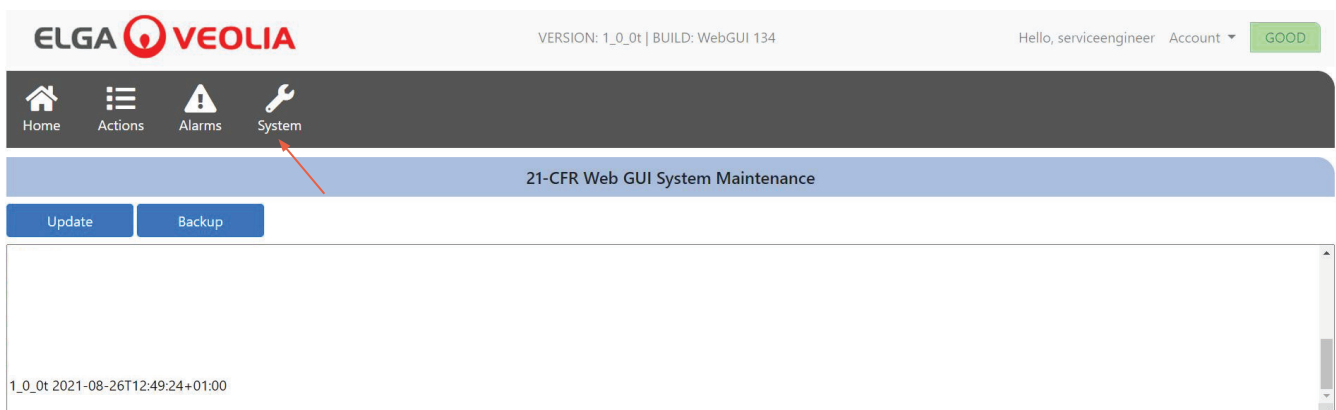 ELGA VEOLIA
VERSION: 1_0_0t | BUILD: WebGUI 134
Hello, serviceengineer Account
GOOD
Home Actions Alarms System
21-CFR Web GUI System Maintenance
Update Backup
1_0_0t 2021-08-26T12:49:24+01:00